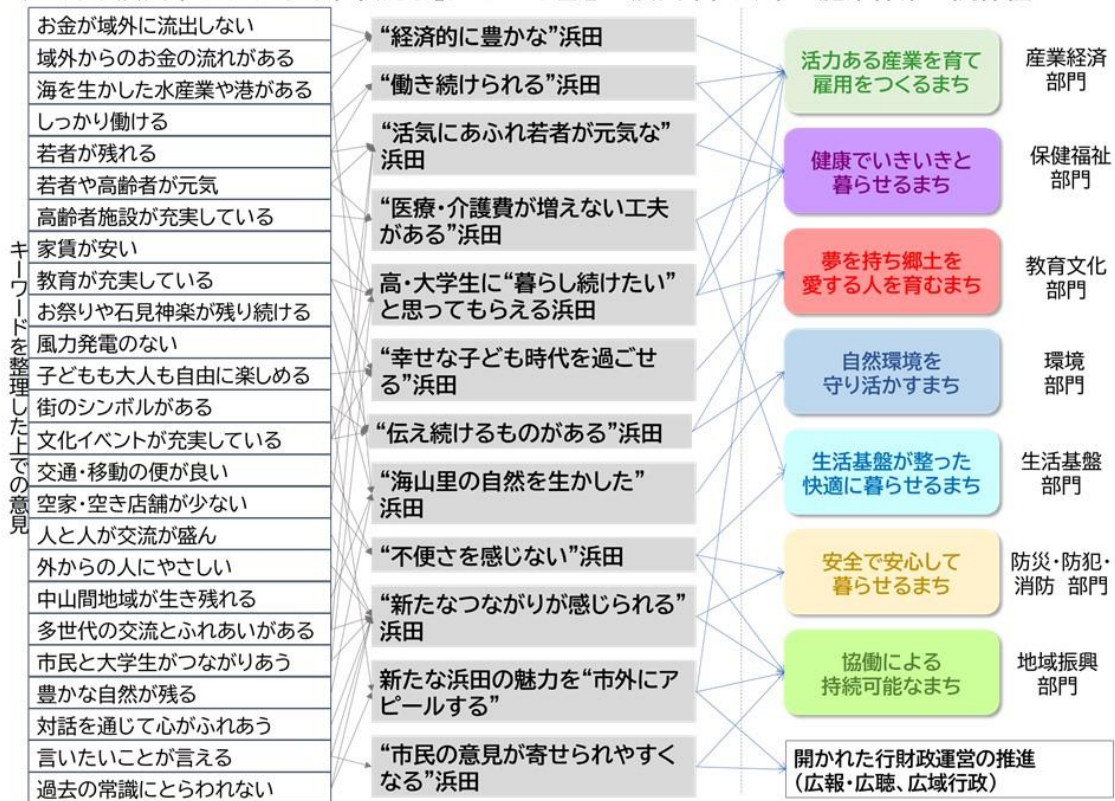 キーワードを整理した上での意見
お金が域外に流出しない
域外からのお金の流れがある
海を生かした水産業や港がある
しっかり働ける
若者が残れる
若者や高齢者が元気
高齢者施設が充実している
家賃が安い
教育が充実している
お祭りや石見神楽が残り続ける
風力発電のない
子どもも大人も自由に楽しめる
街のシンボルがある
文化イベントが充実している
交通・移動の便が良い
空家・空き店舗が少ない
人と人が交流が盛ん
外からの人にやさしい
中山間地域が生き残れる
多世代の交流とふれあいがある
市民と大学生がつながりあう
豊かな自然が残る
対話を通じて心がふれあう
言いたいことが言える
過去の常識にとらわれない
“経済的に豊かな”浜田
“働き続けられる”浜田
“活気にあふれ若者が元気な”
浜田
“医療・介護費が増えない工夫
がある”浜田
高・大学生に“暮らし続けたい”
と思ってもらえる浜田
“幸せな子ども時代を過ごせ
る”浜田
“伝え続けるものがある”浜田
“海山里の自然を生かした”
浜田
“不便さを感じない”浜田
“新たなつながりが感じられる”
浜田
新たな浜田の魅力を“市外にア
ピールする”
“市民の意見が寄せられやすく
なる”浜田
活力ある産業を育て
雇用をつくるまち
産業経済
部門
健康でいきいきと
暮らせるまち
保健福祉
部門
夢を持ち郷土を
愛する人を育むまち
教育文化
部門
自然環境を
守り活かすまち
環境
部門
生活基盤が整った
快適に暮らせるまち
生活基盤
部門
安全で安心して
暮らせるまち
防災・防犯・
消防 部門
協働による
持続可能なまち
地域振興
部門
開かれた行財政運営の推進
（広報・広聴、広域行政）